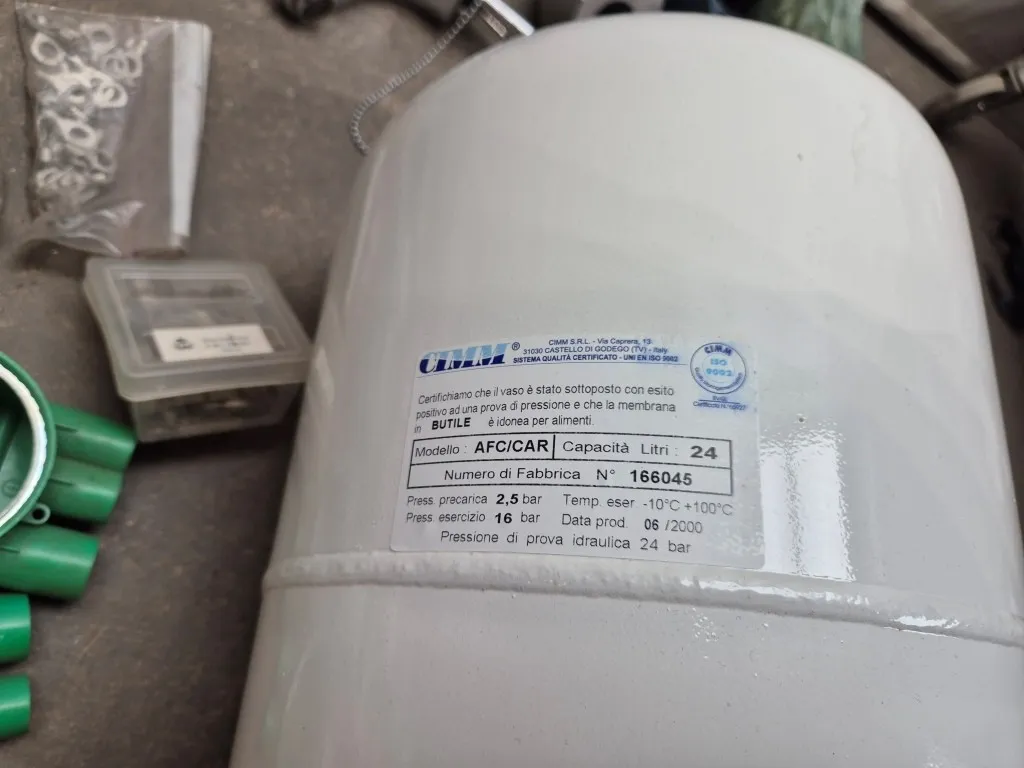 CIMM®
CIMM S.R.L. - Via Caprera, 13
31030 CASTELLO DI GODEGO (TV) - Italy
SISTEMA QUALITÀ CERTIFICATO - UNI EN ISO 9002
CIMM
ISO
9002
Certifichiamo che il vaso è stato sottoposto con esito
positivo ad una prova di pressione e che la membrana
in BUTILE è idonea per alimenti.
Modello : AFC/CAR Capacità Litri : 24
Numero di Fabbrica N° 166045
Press. precarica 2,5 bar Temp. eser -10°C +100°C
Press. esercizio 16 bar Data prod. 06 /2000
Pressione di prova idraulica 24 bar